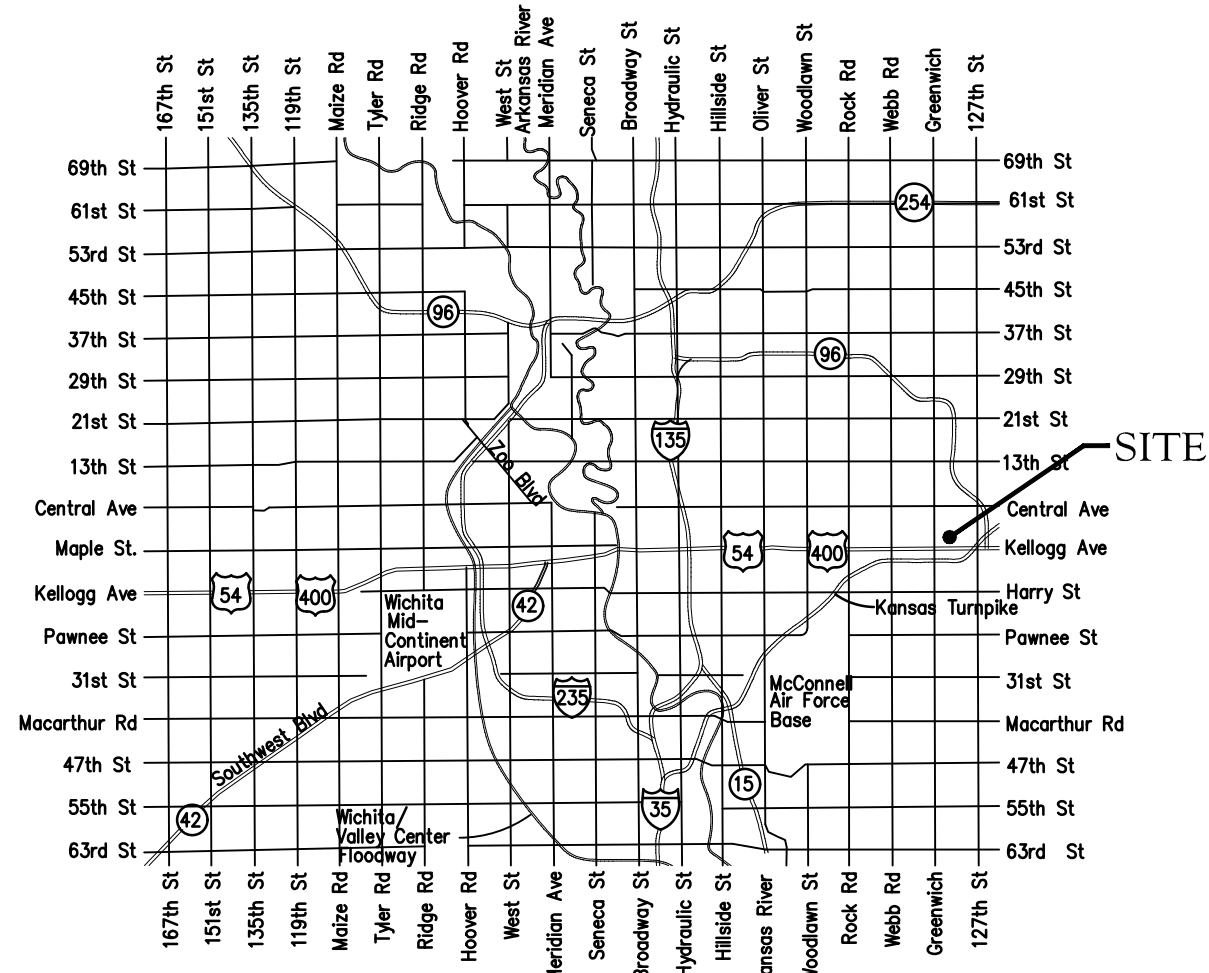 167th St
151st St
135th St
119th St
Maize Rd
Tyler Rd
Ridge Rd
Hoover Rd
West St
Arkansas River
Meridian Ave
Seneca St
Broadway St
Hydraulic St
Hillside St
Oliver St
Woodlawn St
Rock Rd
Webb Rd
Greenwich
127th St
69th St
61st St
53rd St
45th St
37th St
29th St
21st St
13th St
Central Ave
Maple St.
Kellogg Ave
Pawnee St
31st St
Macarthur Rd
47th St
55th St
63rd St
69th St
61st St
53rd St
45th St
37th St
29th St
21st St
13th St
Central Ave
Kellogg Ave
Harry St
Pawnee St
31st St
Macarthur Rd
47th St
55th St
63rd St
254
96
96
135
SITE
Zoo Blvd
54
400
54
400
42
Kansas Turnpike
Wichita
Mid-
Continent
Airport
235
McConnell
Air Force
Base
Southwest Blvd
42
15
35
Wichita/
Valley Center
Floodway
167th St
151st St
135th St
119th St
Maize Rd
Tyler Rd
Ridge Rd
Hoover Rd
West St
eridian Ave
Seneca St
Broadway St
Hydraulic St
Hillside St
ansas River
Woodlawn St
Rock Rd
Webb Rd
Greenwich
127th St